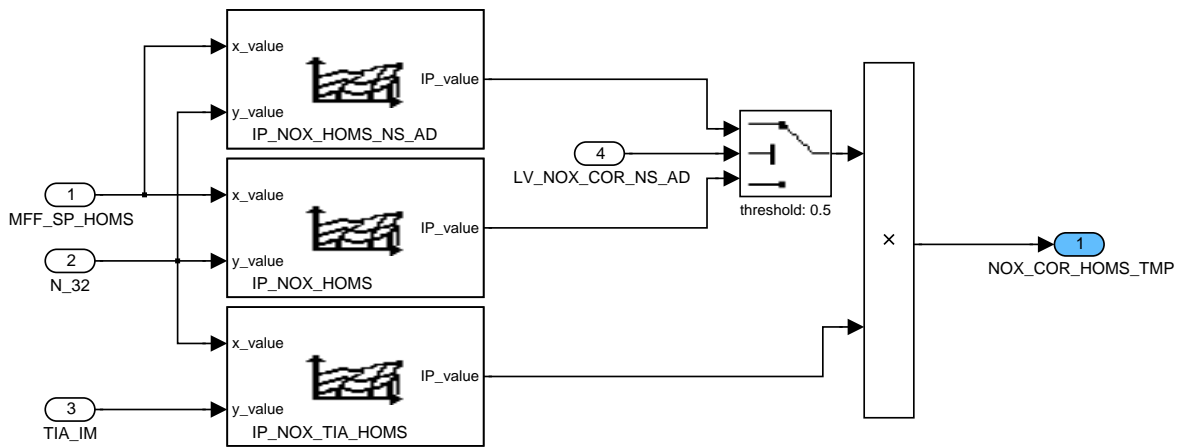 x_value
IP_value
y_value
IP_NOX_HOMS_NS_AD
4
LV_NOX_COR_NS_AD
threshold: 0.5
1
MFF_SP_HOMS
x_value
IP_value
y_value
IP_NOX_HOMS
2
N_32
×
1
NOX_COR_HOMS_TMP
x_value
IP_value
y_value
IP_NOX_TIA_HOMS
3
TIA_IM